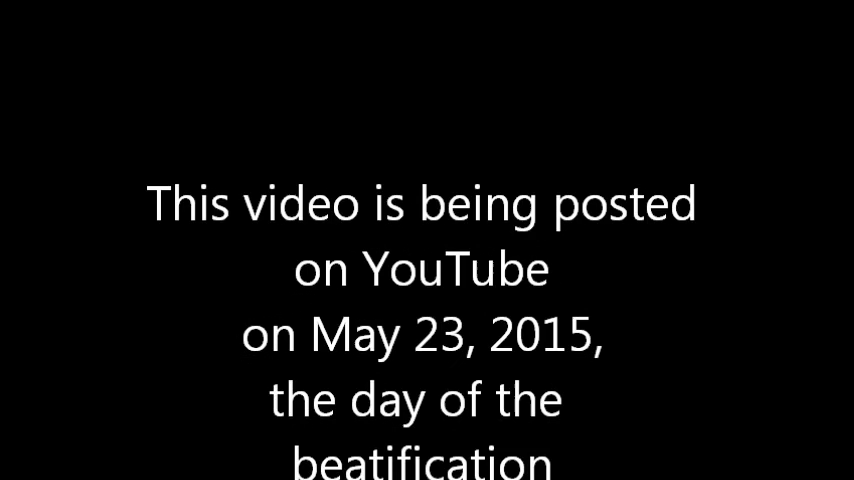 This video is being posted
on YouTube
on May 23, 2015,
the day of the
beatification